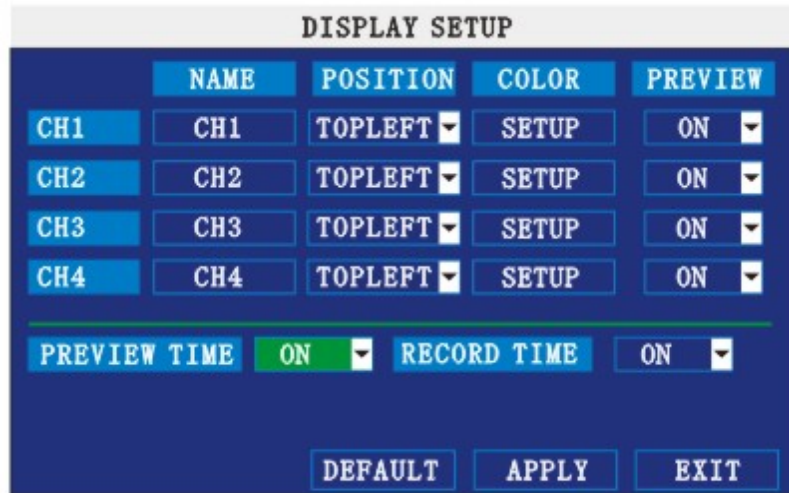 DISPLAY SETUP
NAME POSITION COLOR PREVIEW
CH1 CH1 TOPLEFT SETUP ON
CH2 CH2 TOPLEFT SETUP ON
CH3 CH3 TOPLEFT SETUP ON
CH4 CH4 TOPLEFT SETUP ON
PREVIEW TIME ON RECORD TIME ON
DEFAULT APPLY EXIT